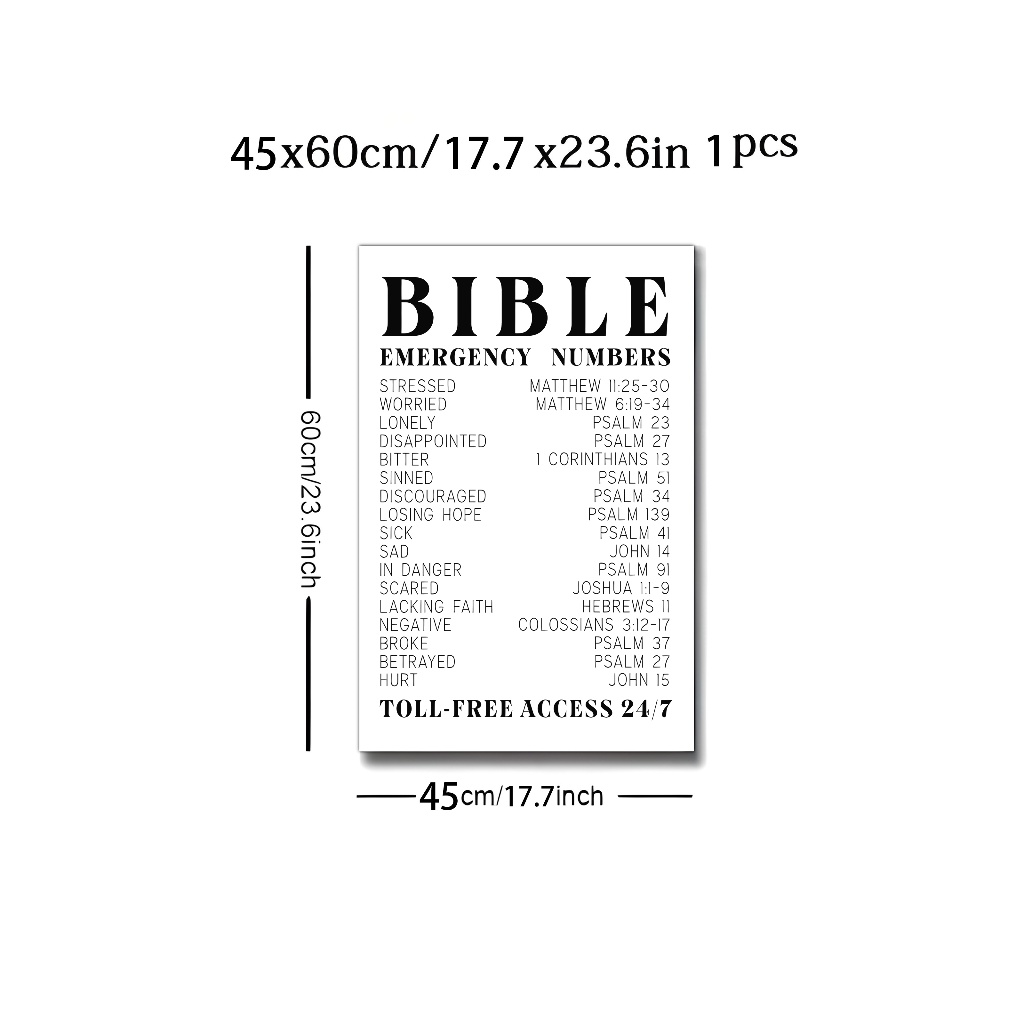 45x60cm/17.7 x23.6in 1pcs
60cm/23.6inch
BIBLE
EMERGENCY NUMBERS
STRESSED MATTHEW 11:25-30
WORRIED MATTHEW 6:19-34
LONELY PSALM 23
DISAPPOINTED PSALM 27
BITTER 1 CORINTHIANS 13
SINNED PSALM 51
DISCOURAGED PSALM 34
LOSING HOPE PSALM 139
SICK PSALM 41
SAD JOHN 14
IN DANGER PSALM 91
SCARED JOSHUA 1:1-9
LACKING FAITH HEBREWS 11
NEGATIVE COLOSSIANS 3:12-17
BROKE PSALM 37
BETRAYED PSALM 27
HURT JOHN 15
TOLL-FREE ACCESS 24/7
45cm/17.7inch